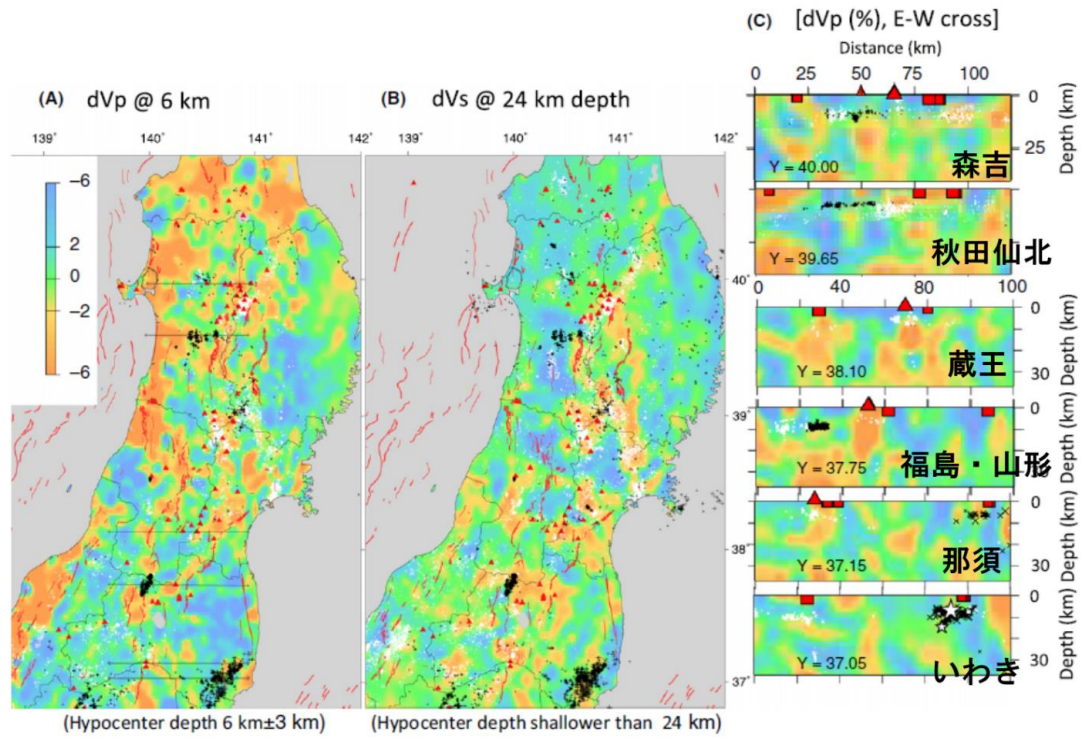 (C) [dVp (%), E-W cross]
Distance (km)
0 25 50 75 100
(A) dVp @ 6 km
(B) dVs @ 24 km depth
139° 140° 141° 142° 139° 140° 141° 142°
−6
2
0
−2
−6
40°
39°
38°
37°
(Hypocenter depth 6 km±3 km)
(Hypocenter depth shallower than 24 km)
0
25
Depth (km)
Y = 40.00
森吉
Y = 39.65
秋田仙北
0 40 80 100
0
30
Depth (km)
Y = 38.10
蔵王
0
30
Depth (km)
Y = 37.75
福島・山形
0
30
Depth (km)
Y = 37.15
那須
0
30
Depth (km)
Y = 37.05
いわき